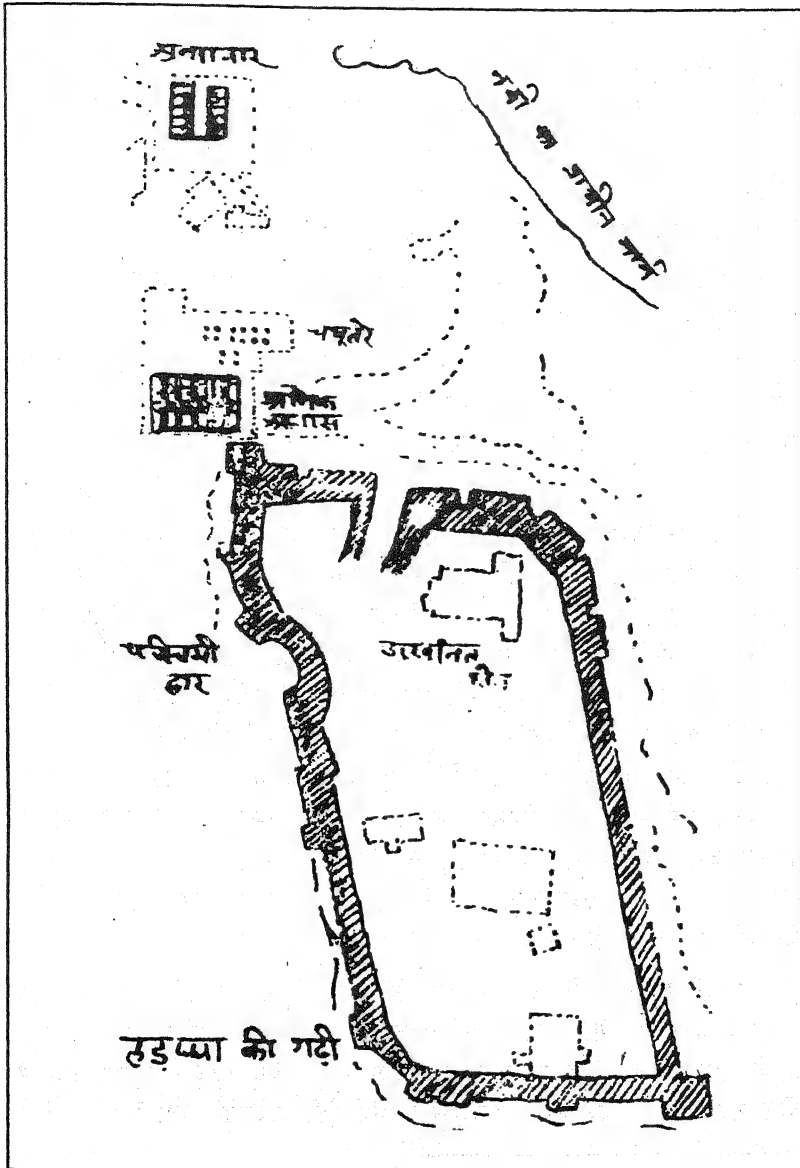 अन्नागार
नदी का प्राचीन मार्ग
चबूतरे
श्रमिक
आवास
पश्चिमी
द्वार
उत्खनित
क्षेत्र
हड़प्पा की गढ़ी